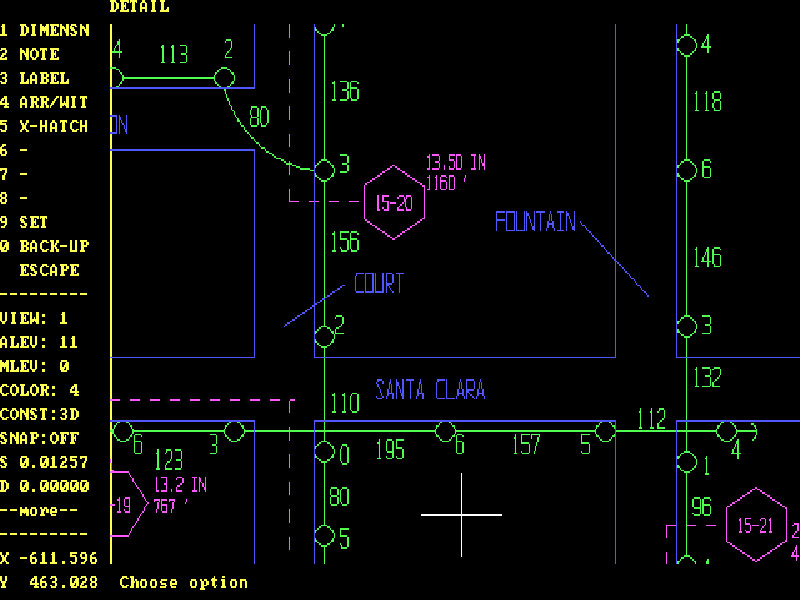 DETAIL
1 DIMENSN
2 NOTE
3 LABEL
4 ARR/WIT
5 X-HATCH
6 -
7 -
8 -
9 SET
0 BACK-UP
ESCAPE
---------
VIEW: 1
ALEV: 11
MLEV: 0
COLOR: 4
CONST:3D
SNAP:OFF
S 0.01257
D 0.00000
--more--
---------
X -611.596
Y 463.028 Choose option
4
113
2
136
4
118
80
ON
3
13.50 IN
1160 '
15-20
6
FOUNTAIN
156
146
COURT
2
3
132
SANTA CLARA
110
112
6
3
195
6
157
5
4
123
0
1
13.2 IN
767 '
-19
80
96
15-21
5
2
4